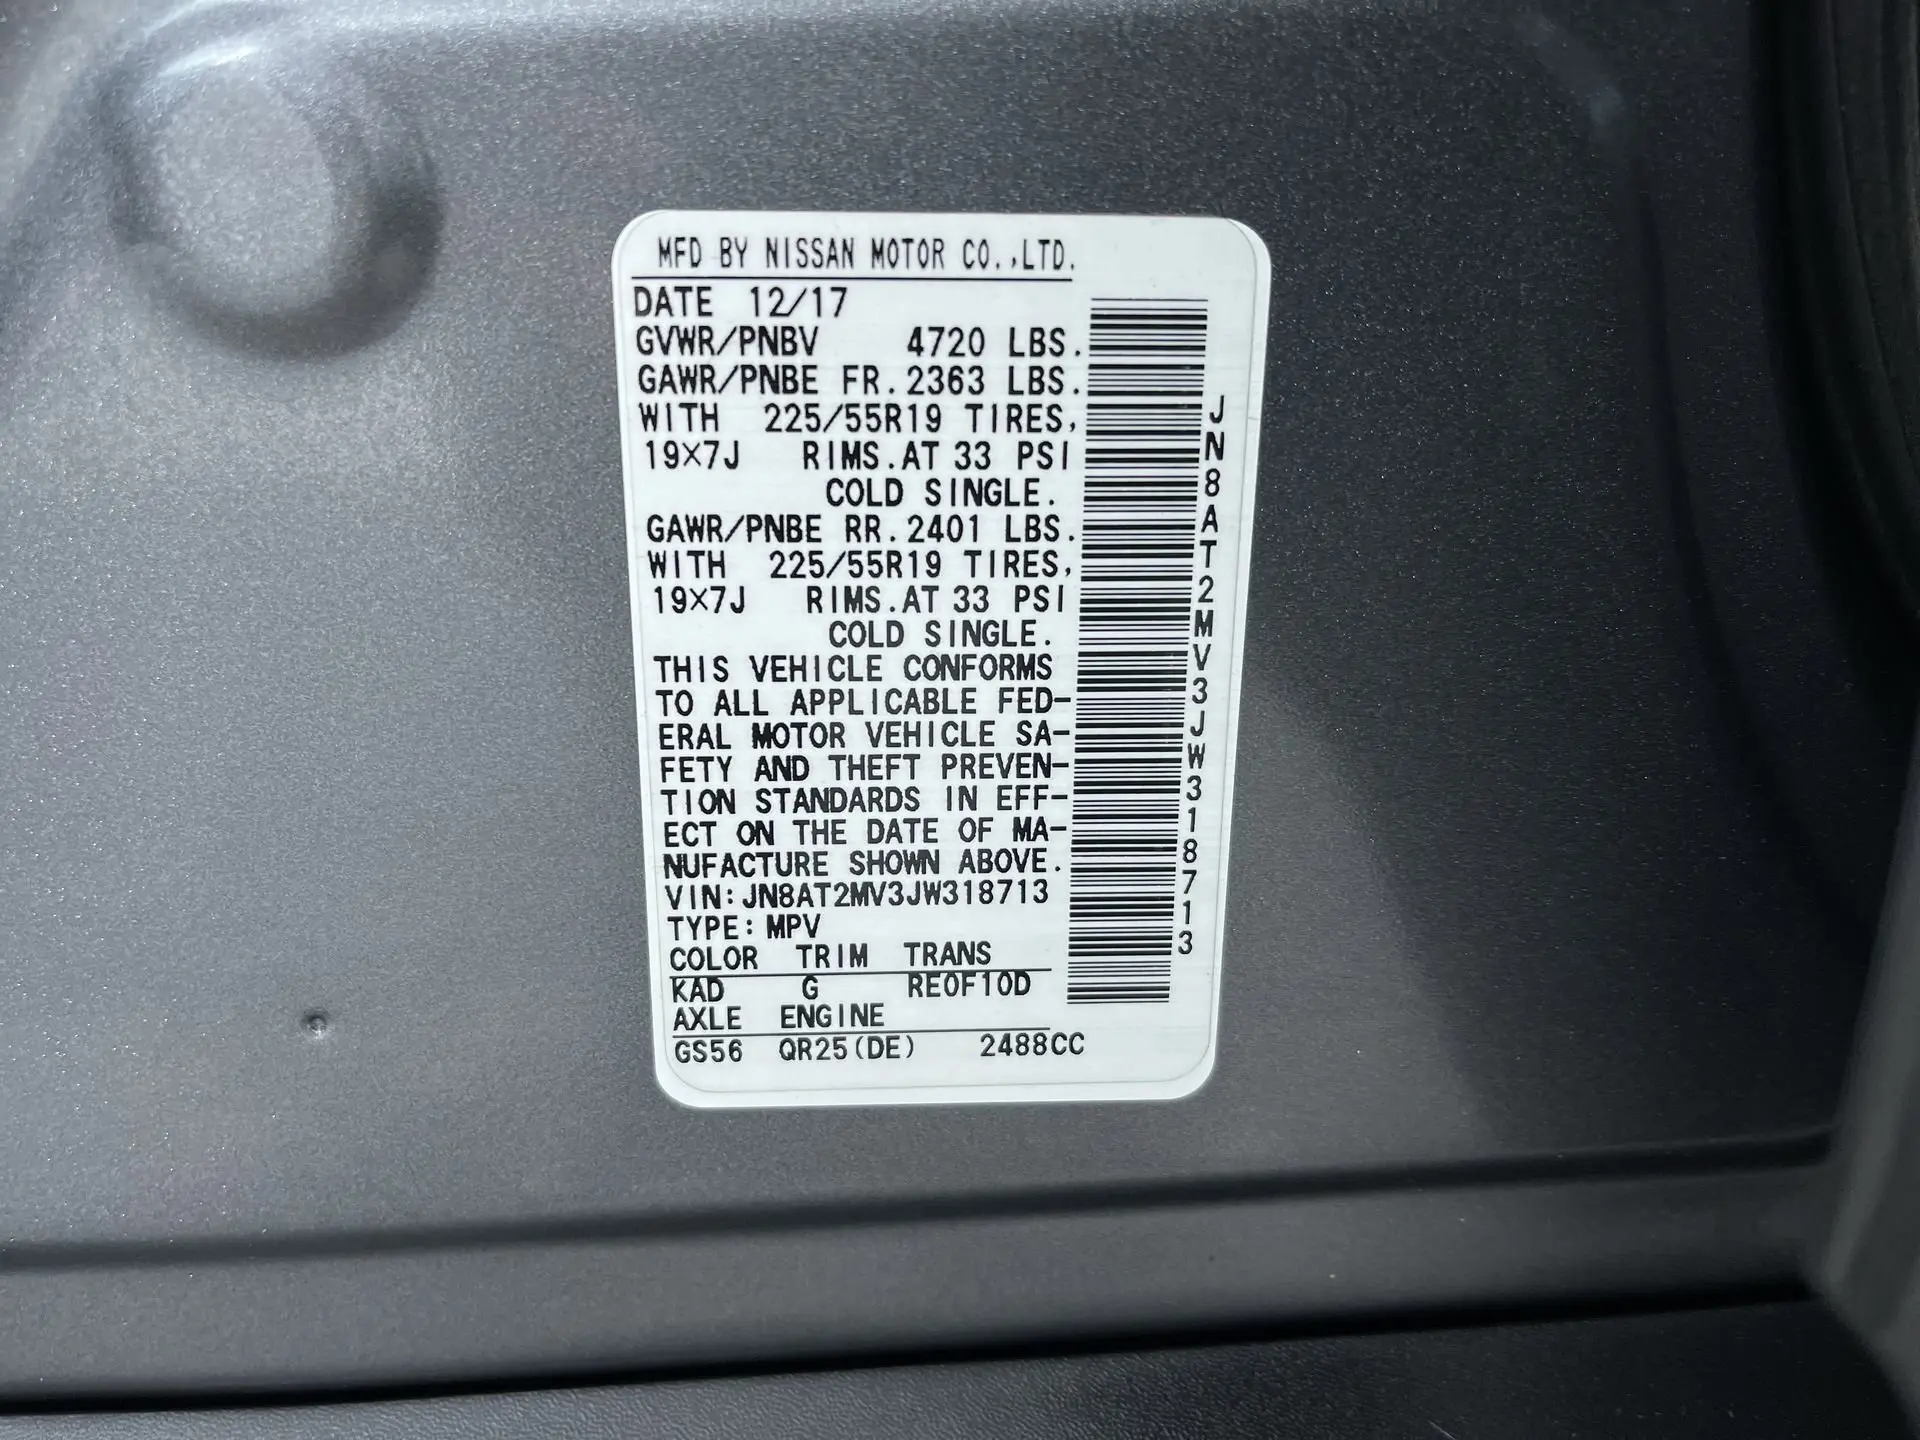 MFD BY NISSAN MOTOR CO.,LTD.
DATE 12/17
GVWR/PNBV 4720 LBS.
GAWR/PNBE FR.2363 LBS.
WITH 225/55R19 TIRES,
19×7J RIMS.AT 33 PSI
COLD SINGLE.
GAWR/PNBE RR.2401 LBS.
WITH 225/55R19 TIRES,
19×7J RIMS.AT 33 PSI
COLD SINGLE.
THIS VEHICLE CONFORMS
TO ALL APPLICABLE FED-
ERAL MOTOR VEHICLE SA-
FETY AND THEFT PREVEN-
TION STANDARDS IN EFF-
ECT ON THE DATE OF MA-
NUFACTURE SHOWN ABOVE.
VIN:JN8AT2MV3JW318713
TYPE:MPV
COLOR TRIM TRANS
KAD G RE0F10D
AXLE ENGINE
GS56 QR25(DE) 2488CC
JN8AT2MV3JW318713